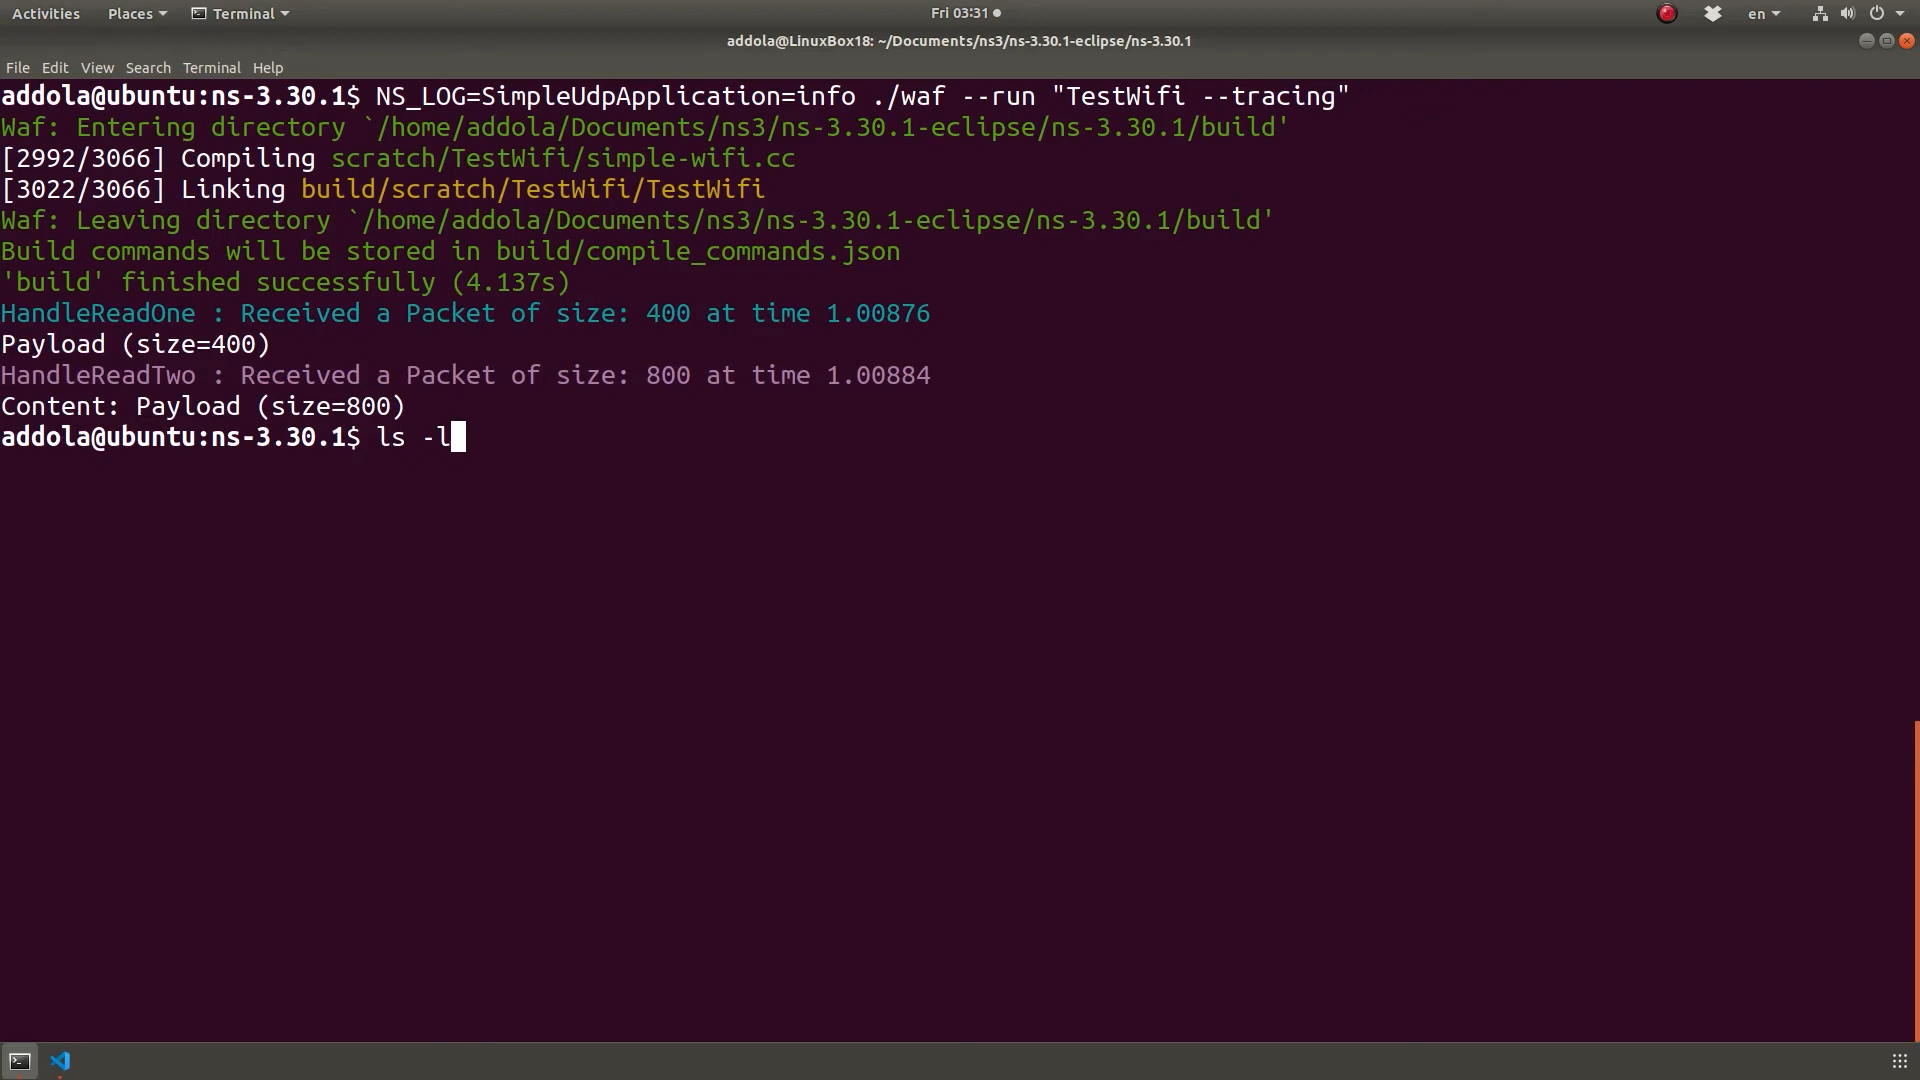 Activities Places Terminal Fri 03:31 en
addola@LinuxBox18: ~/Documents/ns3/ns-3.30.1-eclipse/ns-3.30.1
File Edit View Search Terminal Help
addola@ubuntu:ns-3.30.1$ NS_LOG=SimpleUdpApplication=info ./waf --run "TestWifi --tracing"
Waf: Entering directory `/home/addola/Documents/ns3/ns-3.30.1-eclipse/ns-3.30.1/build'
[2992/3066] Compiling scratch/TestWifi/simple-wifi.cc
[3022/3066] Linking build/scratch/TestWifi/TestWifi
Waf: Leaving directory `/home/addola/Documents/ns3/ns-3.30.1-eclipse/ns-3.30.1/build'
Build commands will be stored in build/compile_commands.json
'build' finished successfully (4.137s)
HandleReadOne : Received a Packet of size: 400 at time 1.00876
Payload (size=400)
HandleReadTwo : Received a Packet of size: 800 at time 1.00884
Content: Payload (size=800)
addola@ubuntu:ns-3.30.1$ ls -l